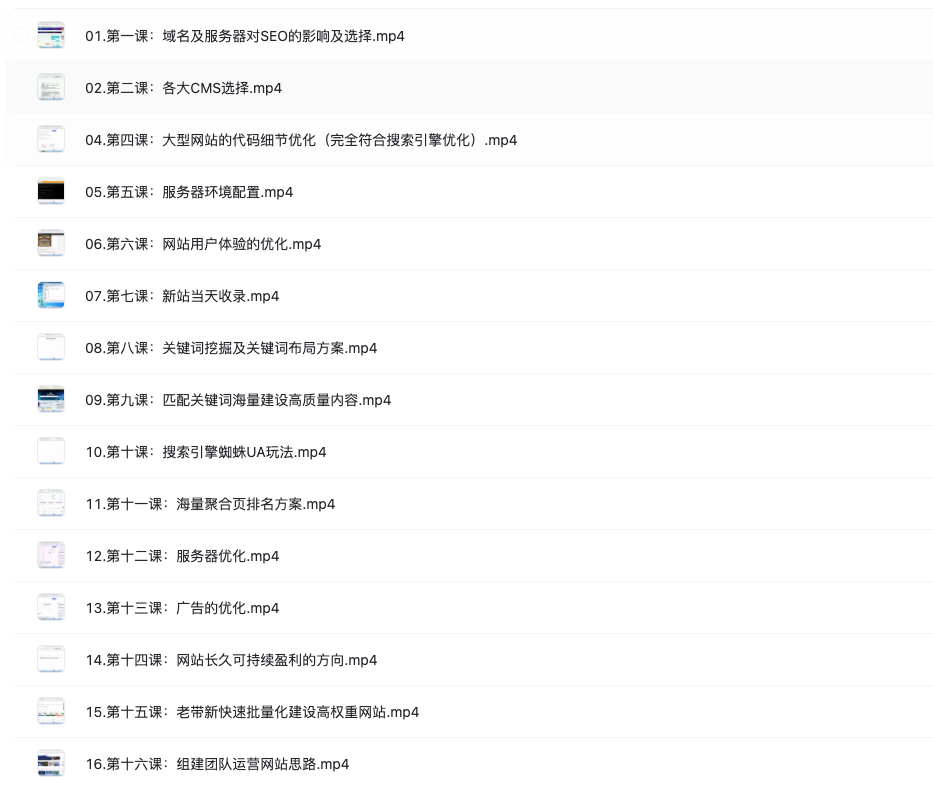 01.第一课：域名及服务器对SEO的影响及选择.mp4
02.第二课：各大CMS选择.mp4
04.第四课：大型网站的代码细节优化（完全符合搜索引擎优化）.mp4
05.第五课：服务器环境配置.mp4
06.第六课：网站用户体验的优化.mp4
07.第七课：新站当天收录.mp4
08.第八课：关键词挖掘及关键词布局方案.mp4
09.第九课：匹配关键词海量建设高质量内容.mp4
10.第十课：搜索引擎蜘蛛UA玩法.mp4
11.第十一课：海量聚合页排名方案.mp4
12.第十二课：服务器优化.mp4
13.第十三课：广告的优化.mp4
14.第十四课：网站长久可持续盈利的方向.mp4
15.第十五课：老带新快速批量化建设高权重网站.mp4
16.第十六课：组建团队运营网站思路.mp4